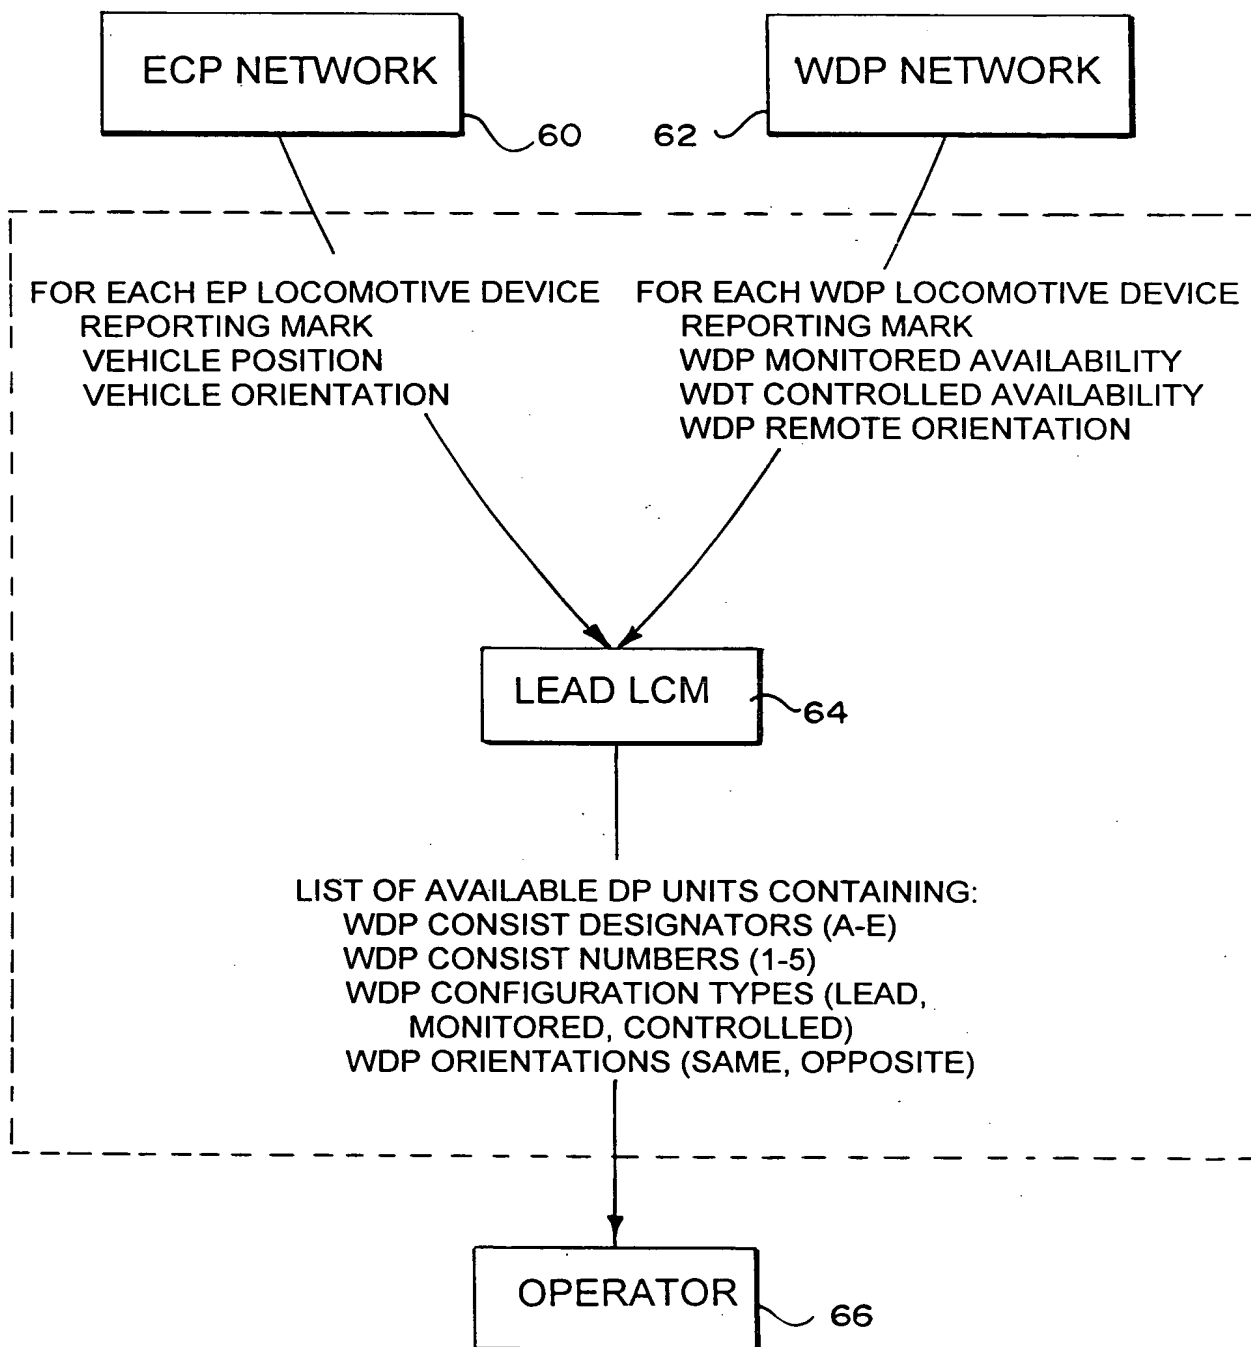 ECP NETWORK
WDP NETWORK
60
62
FOR EACH EP LOCOMOTIVE DEVICE
REPORTING MARK
VEHICLE POSITION
VEHICLE ORIENTATION
FOR EACH WDP LOCOMOTIVE DEVICE
REPORTING MARK
WDP MONITORED AVAILABILITY
WDT CONTROLLED AVAILABILITY
WDP REMOTE ORIENTATION
LEAD LCM
64
LIST OF AVAILABLE DP UNITS CONTAINING:
WDP CONSIST DESIGNATORS (A-E)
WDP CONSIST NUMBERS (1-5)
WDP CONFIGURATION TYPES (LEAD,
MONITORED, CONTROLLED)
WDP ORIENTATIONS (SAME, OPPOSITE)
OPERATOR
66